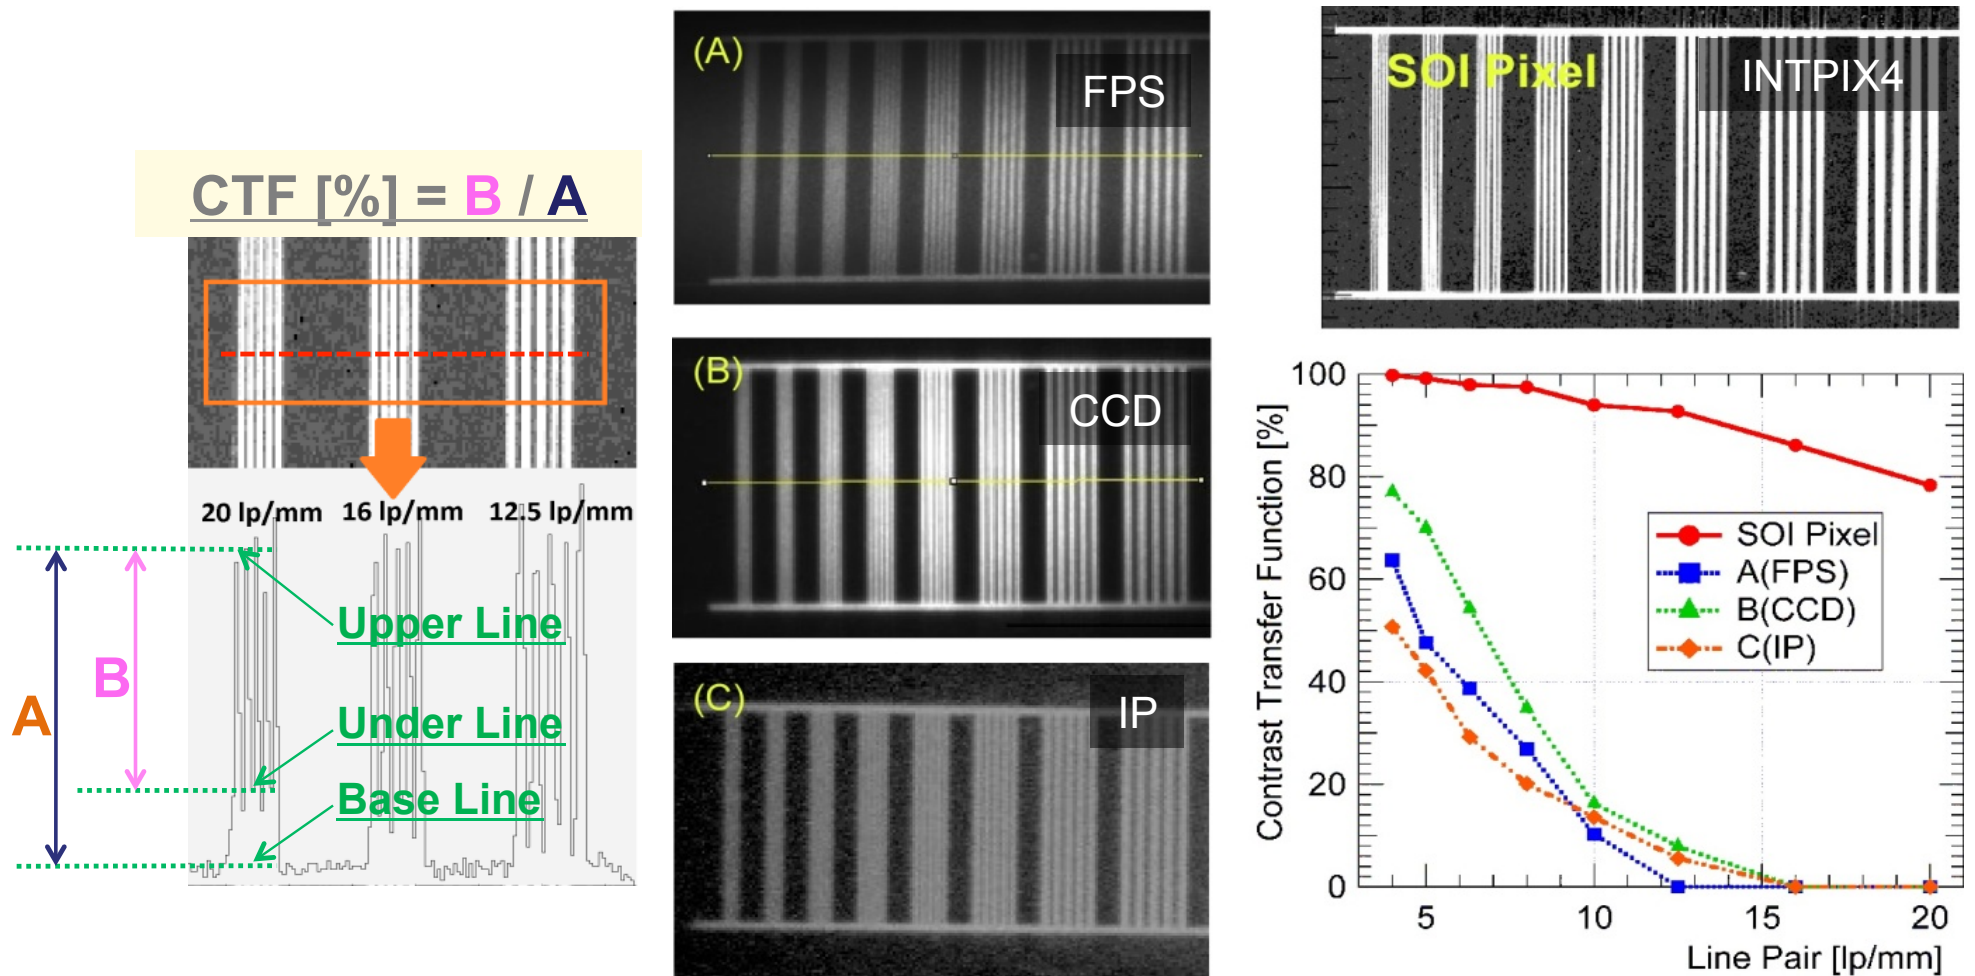 CTF [%] = B / A
20 lp/mm
16 lp/mm
12.5 lp/mm
A
B
Upper Line
Under Line
Base Line
(A)
FPS
(B)
CCD
(C)
IP
SOI Pixel
INTPIX4
Contrast Transfer Function [%]
100
80
60
40
20
0
SOI Pixel
A(FPS)
B(CCD)
C(IP)
5
10
15
20
Line Pair [lp/mm]